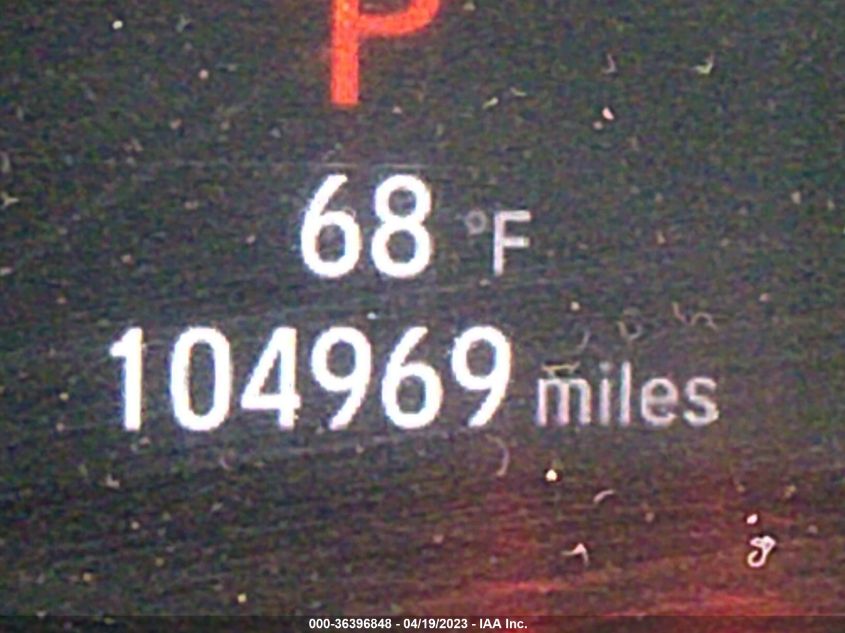 P
68 °F
104969 miles
000-36396848 - 04/19/2023 - IAA Inc.